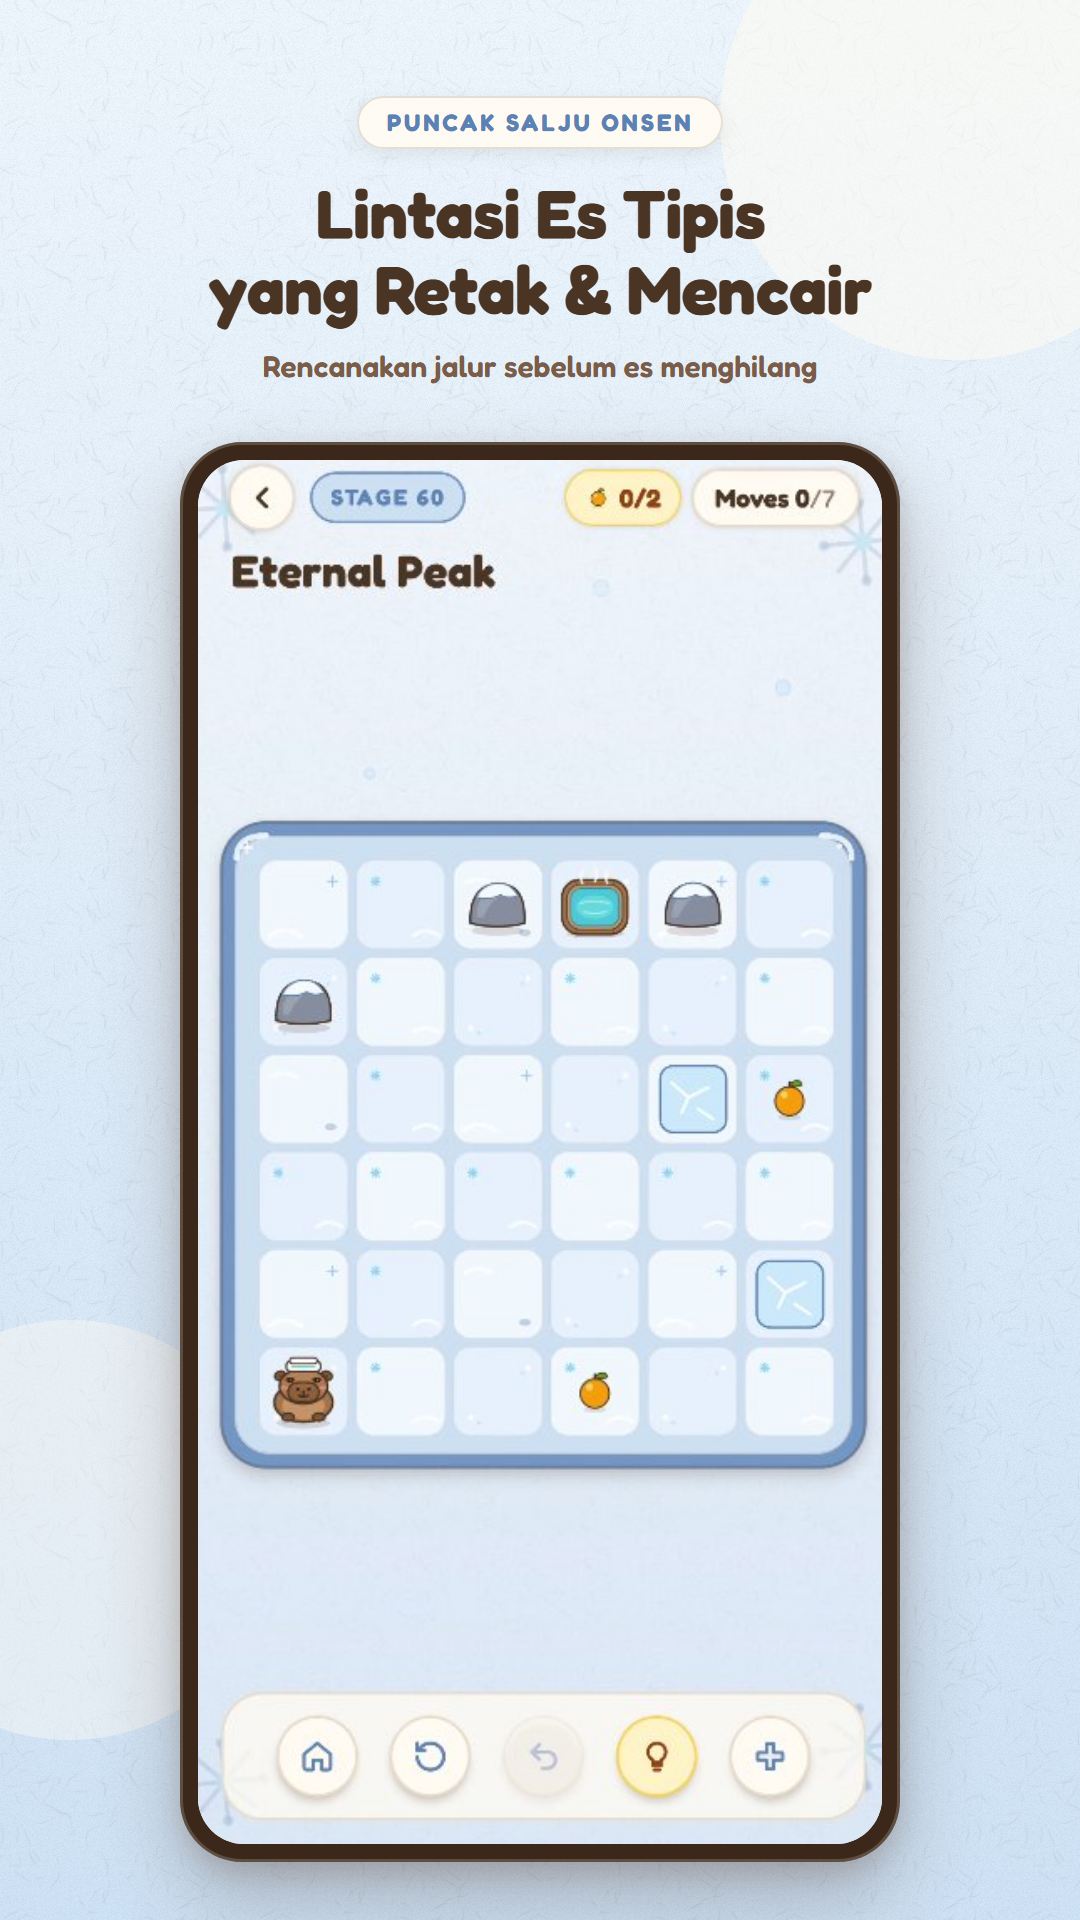 PUNCAK SALJU ONSEN
Lintasi Es Tipis
yang Retak & Mencair
Rencanakan jalur sebelum es menghilang
STAGE 60
0/2
Moves 0/7
Eternal Peak